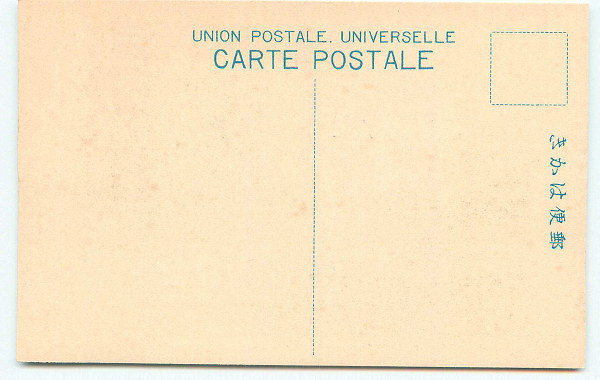 UNION POSTALE. UNIVERSELLE
CARTE POSTALE
郵便はかき